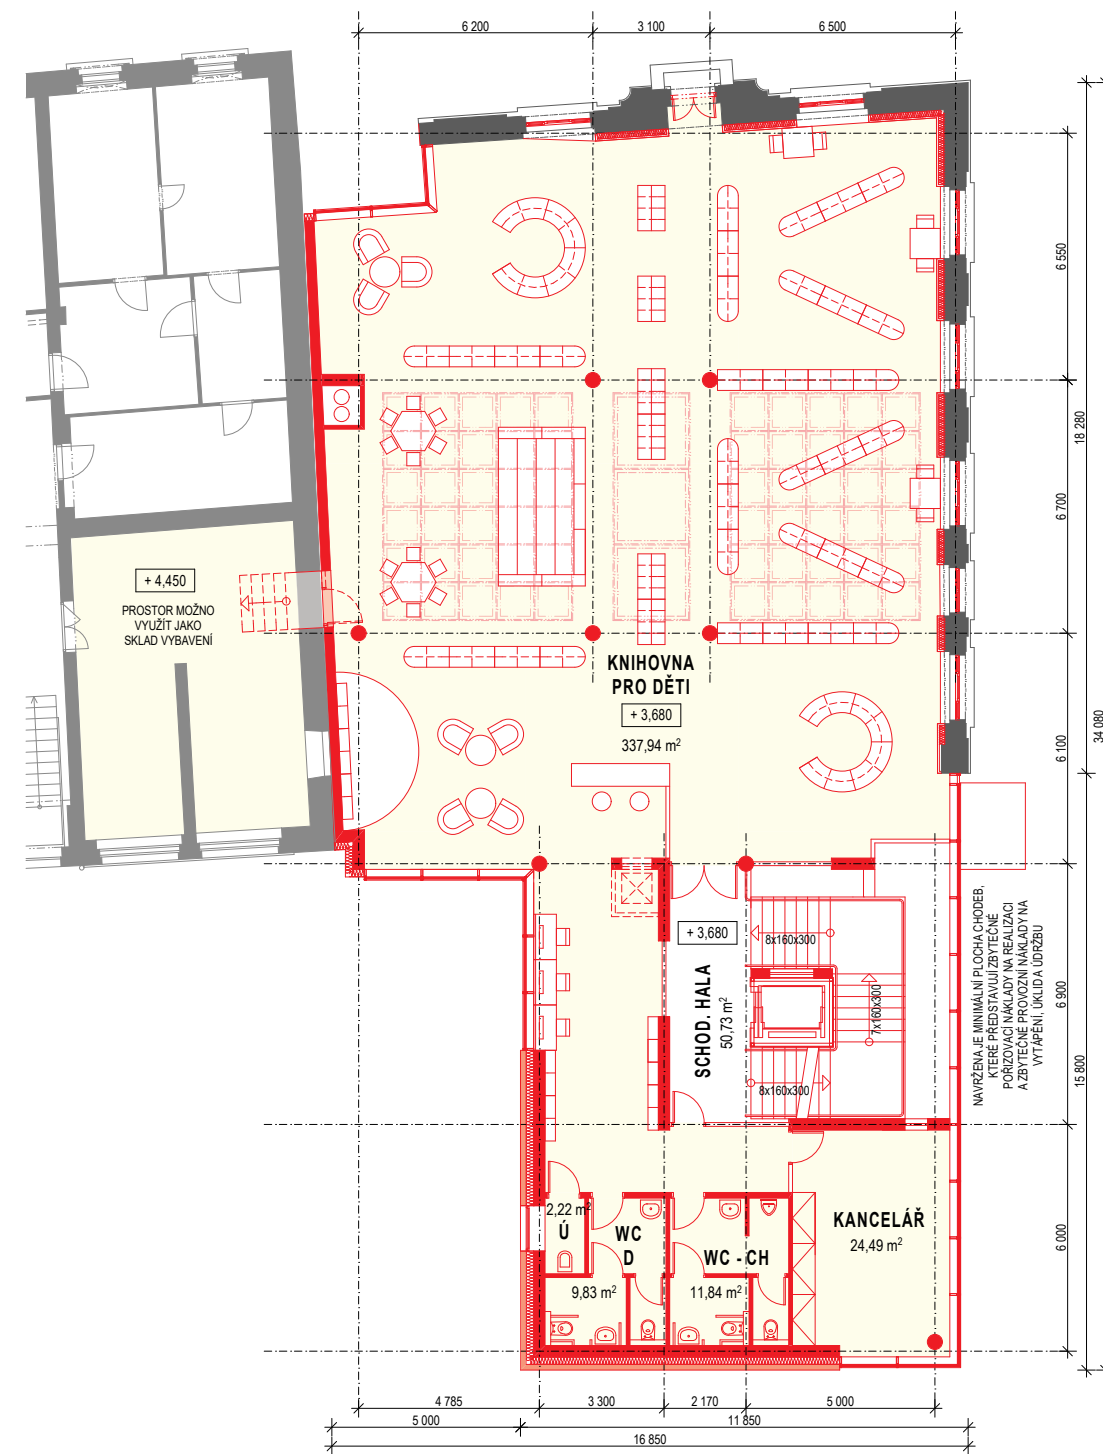 6 200
3 100
6 500
6 550
18 280
6 700
+ 4,450
PROSTOR MOŽNO
VYUŽÍT JAKO
SKLAD VYBAVENÍ
KNIHOVNA
PRO DĚTI
+ 3,680
337,94 m²
34 080
6 100
+ 3,680
SCHOD. HALA
50,73 m²
8x160x300
7x160x300
8x160x300
NAVRŽENA JE MINIMÁLNÍ PLOCHA CHODEB,
KTERÉ PŘEDSTAVUJÍ ZBYTEČNÉ
POŘIZOVACÍ NÁKLADY NA REALIZACI
A ZBYTEČNÉ PROVOZNÍ NÁKLADY NA
VYTÁPĚNÍ, ÚKLID A ÚDRŽBU
6 900
15 800
2,22 m²
Ú
WC
D
WC - CH
KANCELÁŘ
24,49 m²
6 000
9,83 m²
11,84 m²
4 785
3 300
2 170
5 000
5 000
11 850
16 850